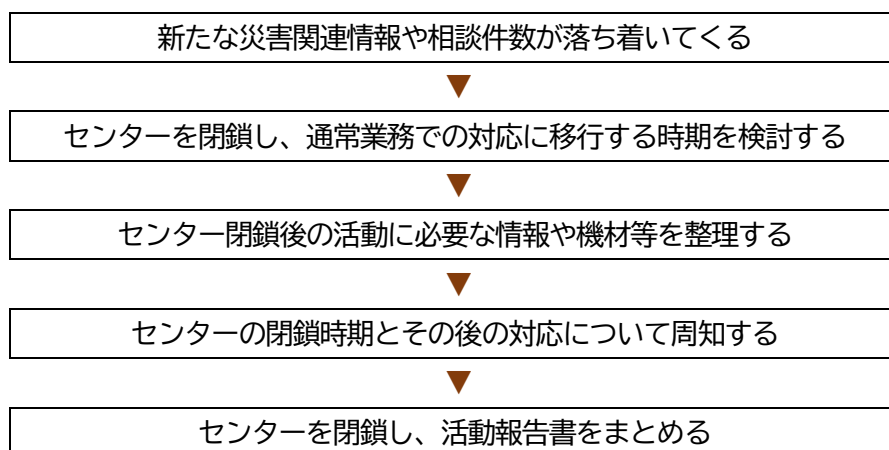 新たな災害関連情報や相談件数が落ち着いてくる
センターを閉鎖し、通常業務での対応に移行する時期を検討する
センター閉鎖後の活動に必要な情報や機材等を整理する
センターの閉鎖時期とその後の対応について周知する
センターを閉鎖し、活動報告書をまとめる